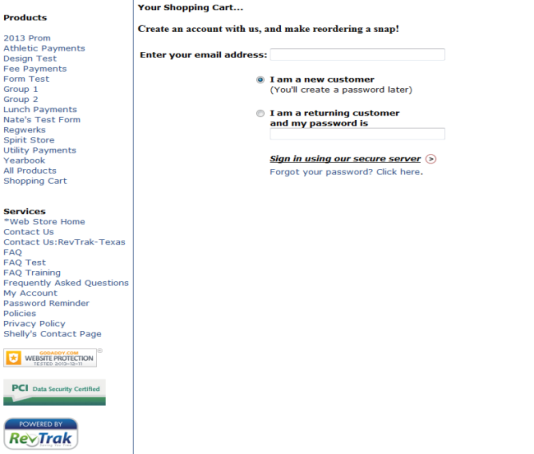 Products
2013 Prom
Athletic Payments
Design Test
Fee Payments
Form Test
Group 1
Group 2
Lunch Payments
Nate's Test Form
Regwerks
Spirit Store
Utility Payments
Yearbook
All Products
Shopping Cart
Services
*Web Store Home
Contact Us
Contact Us:RevTrak-Texas
FAQ
FAQ Test
FAQ Training
Frequently Asked Questions
My Account
Password Reminder
Policies
Privacy Policy
Shelly's Contact Page
GODADDY.COM
WEBSITE PROTECTION
TESTED 2013-12-11
PCI Data Security Certified
POWERED BY
RevTrak
Your Shopping Cart...
Create an account with us, and make reordering a snap!
Enter your email address:
I am a new customer
(You'll create a password later)
I am a returning customer
and my password is
Sign in using our secure server
Forgot your password? Click here.